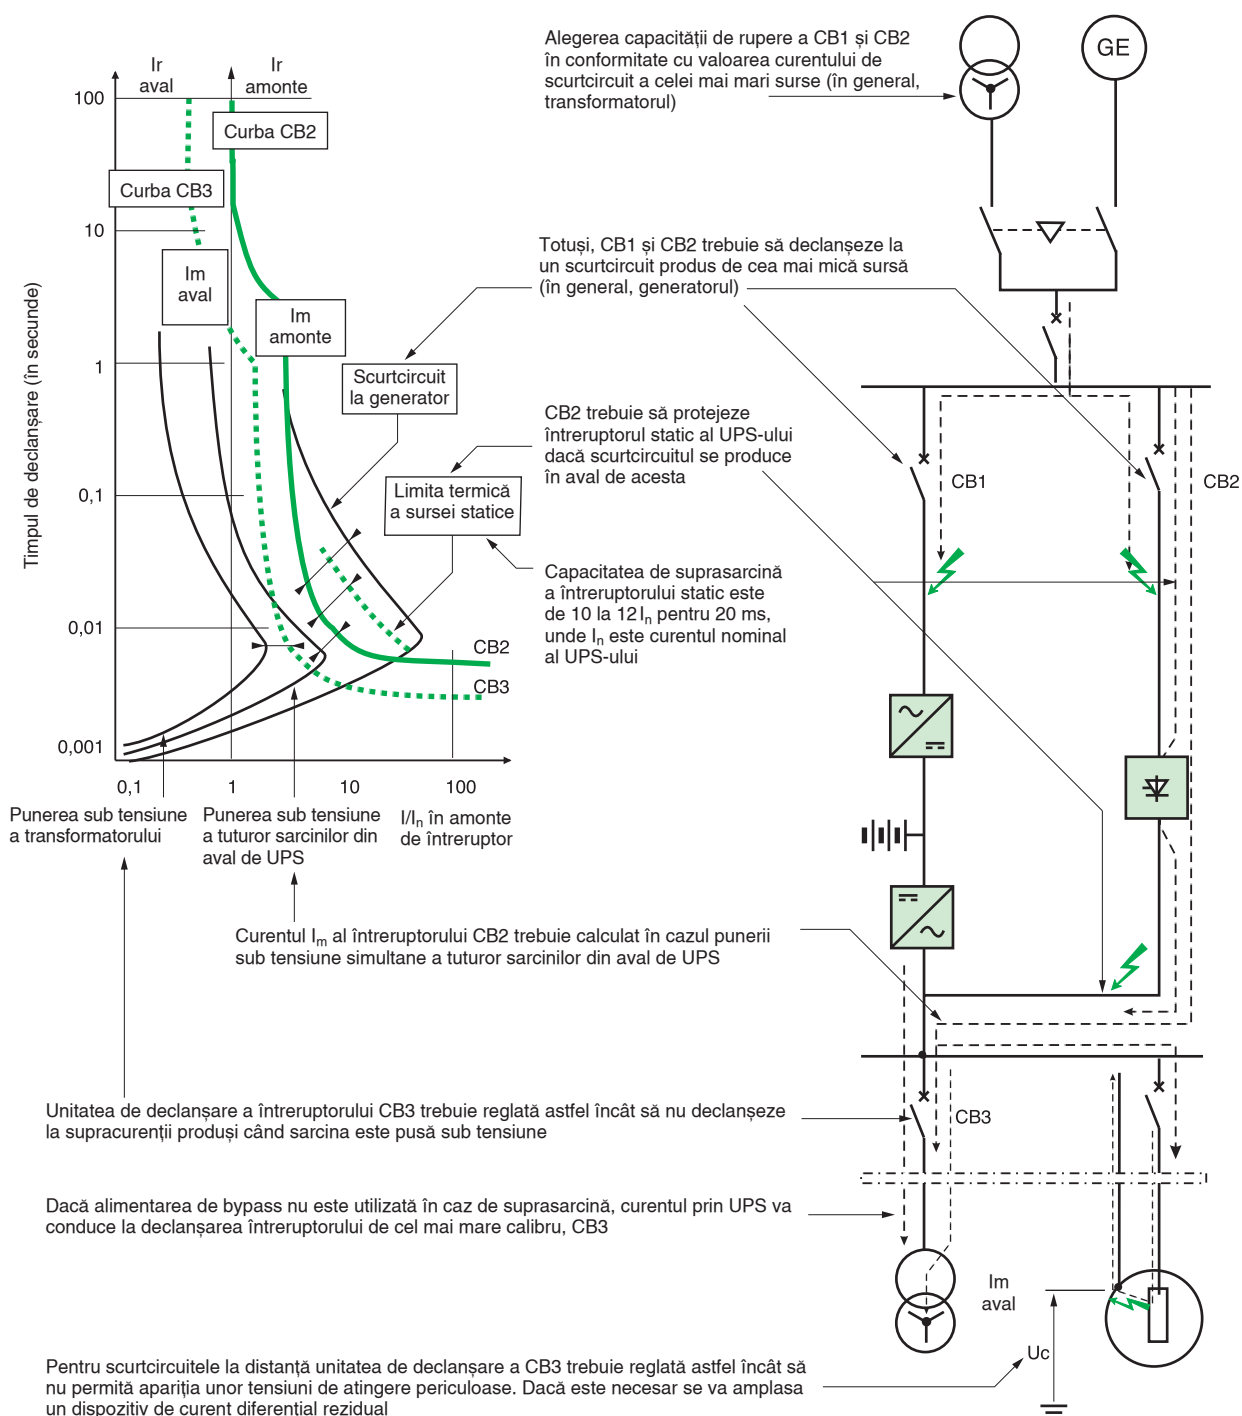 Alegerea capacității de rupere a CB1 și CB2
în conformitate cu valoarea curentului de
scurtcircuit a celei mai mari surse (în general,
transformatorul)
GE
Ir
aval
Ir
amonte
100
Curba CB2
Curba CB3
10
Im
aval
Im
amonte
1
Scurtcircuit
la generator
0,1
Limita termică
a sursei statice
0,01
CB2
CB3
0,001
0,1
1
10
100
Timpul de declanșare (în secunde)
I/In în amonte
de întreruptor
Punerea sub tensiune
a transformatorului
Punerea sub tensiune
a tuturor sarcinilor din
aval de UPS
Totuși, CB1 și CB2 trebuie să declanșeze la
un scurtcircuit produs de cea mai mică sursă
(în general, generatorul)
CB2 trebuie să protejeze
întreruptorul static al UPS-ului
dacă scurtcircuitul se produce
în aval de acesta
CB1
CB2
Capacitatea de suprasarcină
a întreruptorului static este
de 10 la 12 In pentru 20 ms,
unde In este curentul nominal
al UPS-ului
Curentul Im al întreruptorului CB2 trebuie calculat în cazul punerii
sub tensiune simultane a tuturor sarcinilor din aval de UPS
Unitatea de declanșare a întreruptorului CB3 trebuie reglată astfel încât să nu declanșeze
la supracurenții produși când sarcina este pusă sub tensiune
CB3
Dacă alimentarea de bypass nu este utilizată în caz de suprasarcină, curentul prin UPS va
conduce la declanșarea întreruptorului de cel mai mare calibru, CB3
Im
aval
Uc
Pentru scurtcircuitele la distanță unitatea de declanșare a CB3 trebuie reglată astfel încât să
nu permită apariția unor tensiuni de atingere periculoase. Dacă este necesar se va amplasa
un dispozitiv de curent diferențial rezidual